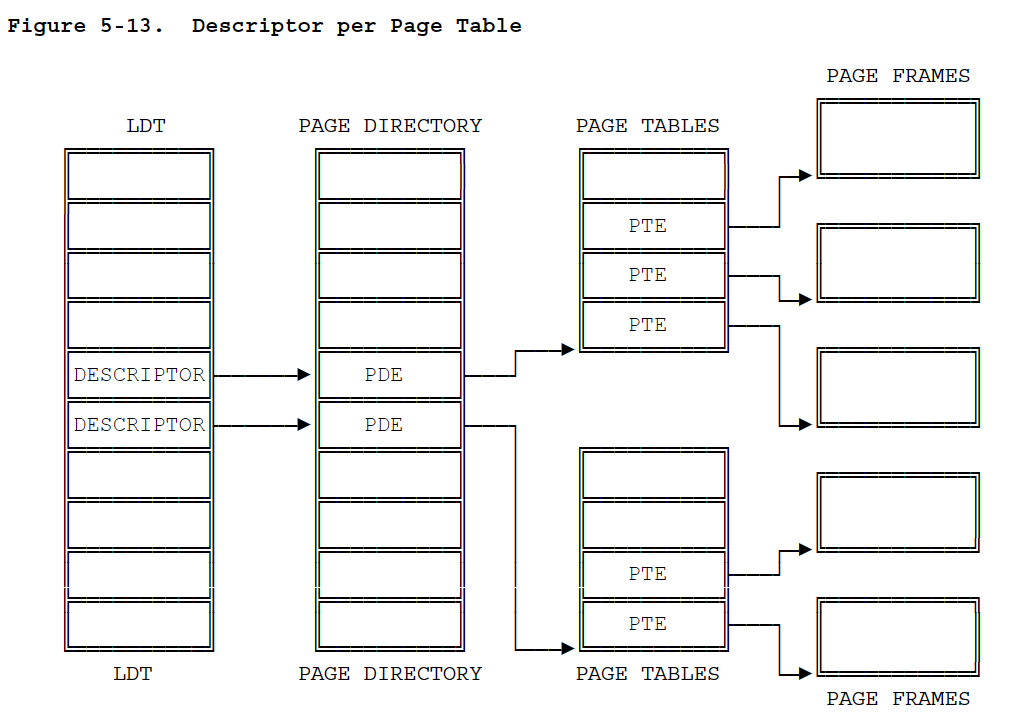 Figure 5-13.  Descriptor per Page Table
PAGE FRAMES
LDT PAGE DIRECTORY PAGE TABLES
PTE
PTE
PTE
DESCRIPTOR PDE
DESCRIPTOR PDE
PTE
PTE
LDT PAGE DIRECTORY PAGE TABLES
PAGE FRAMES